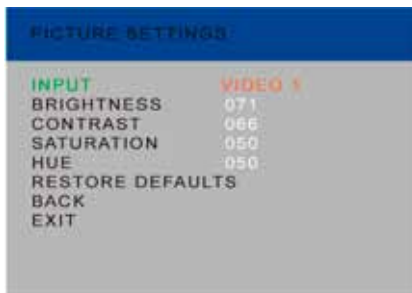 PICTURE SETTINGS
INPUT VIDEO 1
BRIGHTNESS 071
CONTRAST 066
SATURATION 050
HUE 050
RESTORE DEFAULTS
BACK
EXIT